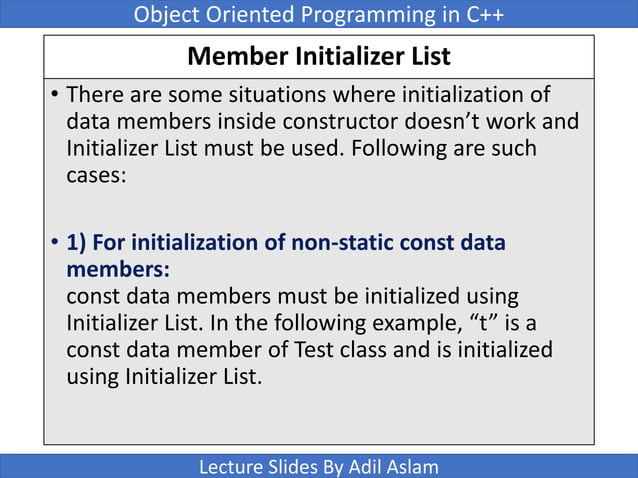 Object Oriented Programming in C++
Member Initializer List
• There are some situations where initialization of
data members inside constructor doesn’t work and
Initializer List must be used. Following are such
cases:
• 1) For initialization of non-static const data
members:
const data members must be initialized using
Initializer List. In the following example, “t” is a
const data member of Test class and is initialized
using Initializer List.
Lecture Slides By Adil Aslam